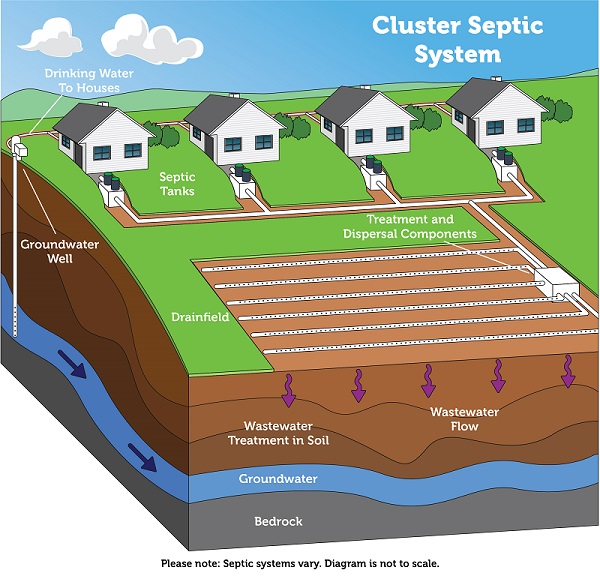 Cluster Septic
System
Drinking Water
To Houses
Septic
Tanks
Groundwater
Well
Treatment and
Dispersal Components
Drainfield
Wastewater
Treatment in Soil
Wastewater
Flow
Groundwater
Bedrock
Please note: Septic systems vary. Diagram is not to scale.